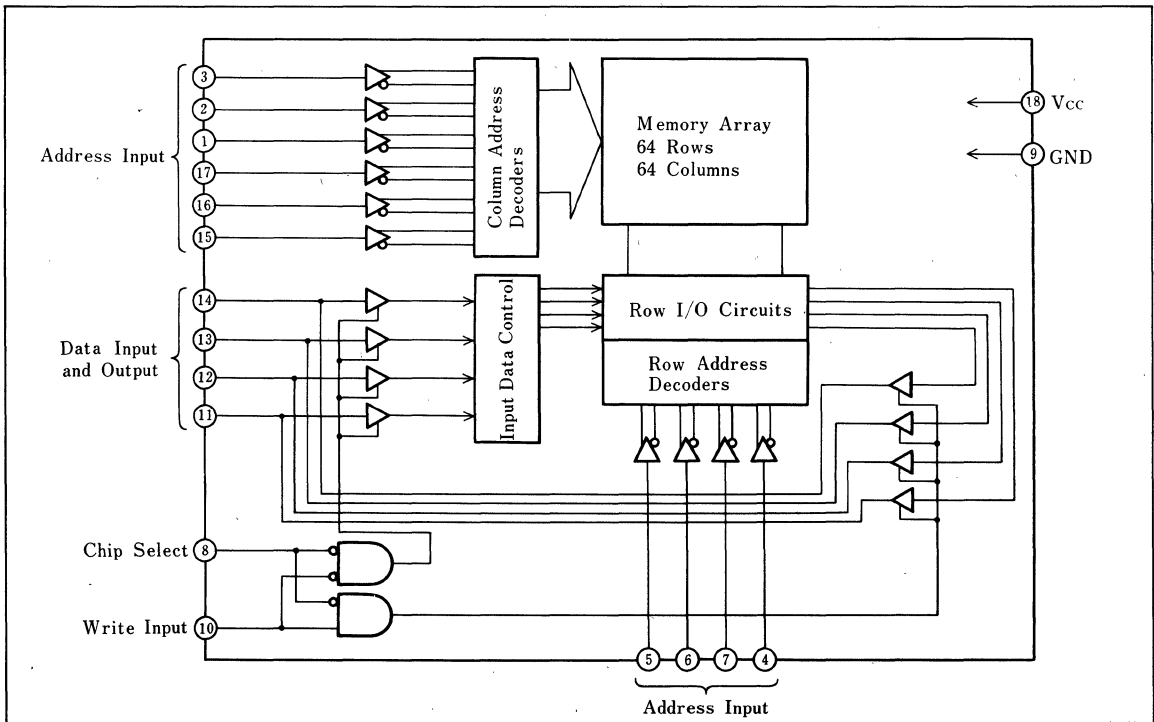 3
2
1
17
16
15
Address Input
Column Address
Decoders
Memory Array
64 Rows
64 Columns
18 Vcc
9 GND
14
13
12
11
Data Input
and Output
Input Data Control
Row I/O Circuits
Row Address
Decoders
Chip Select 8
Write Input 10
5 6 7 4
Address Input